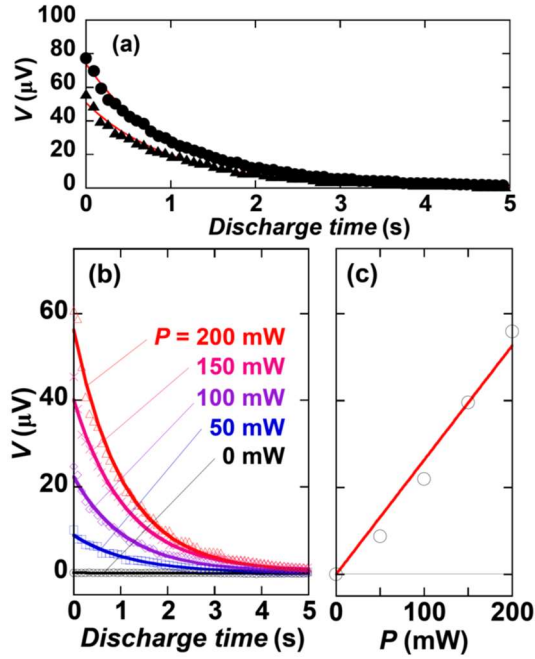 100
80
60
40
20
0
V (μV)
(a)
0 1 2 3 4 5
Discharge time (s)
(b)
60
40
20
0
V (μV)
P = 200 mW
150 mW
100 mW
50 mW
0 mW
0 1 2 3 4 5
Discharge time (s)
(c)
0 100 200
P (mW)